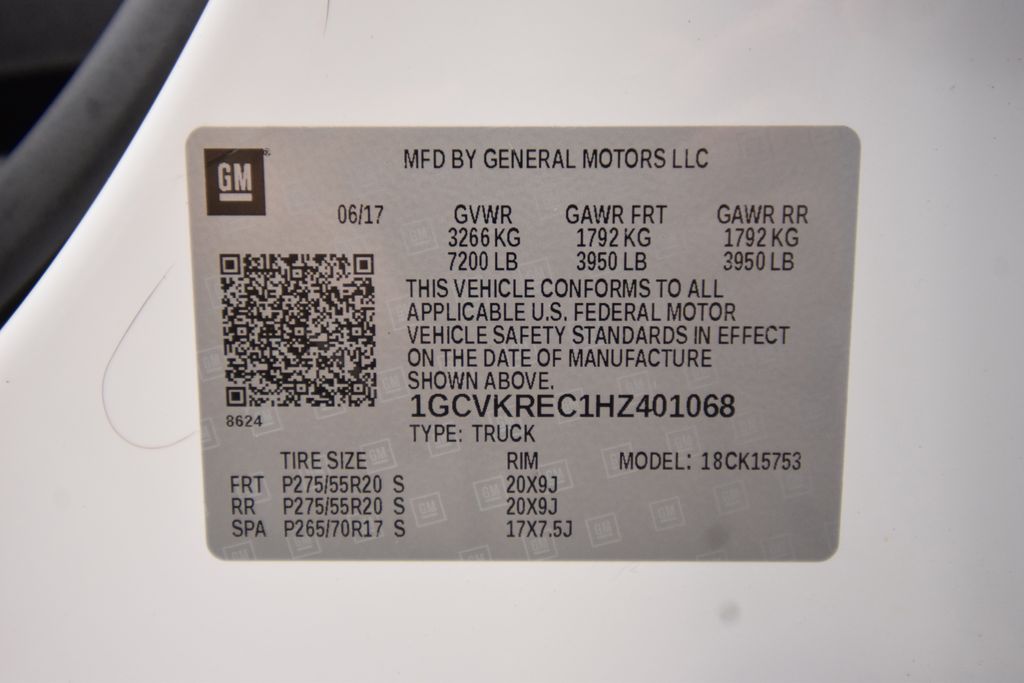 GM
MFD BY GENERAL MOTORS LLC
06/17 GVWR GAWR FRT GAWR RR
3266 KG 1792 KG 1792 KG
7200 LB 3950 LB 3950 LB
THIS VEHICLE CONFORMS TO ALL
APPLICABLE U.S. FEDERAL MOTOR
VEHICLE SAFETY STANDARDS IN EFFECT
ON THE DATE OF MANUFACTURE
SHOWN ABOVE.
8624
1GCVKREC1HZ401068
TYPE: TRUCK
TIRE SIZE RIM MODEL: 18CK15753
FRT P275/55R20 S 20X9J
RR P275/55R20 S 20X9J
SPA P265/70R17 S 17X7.5J